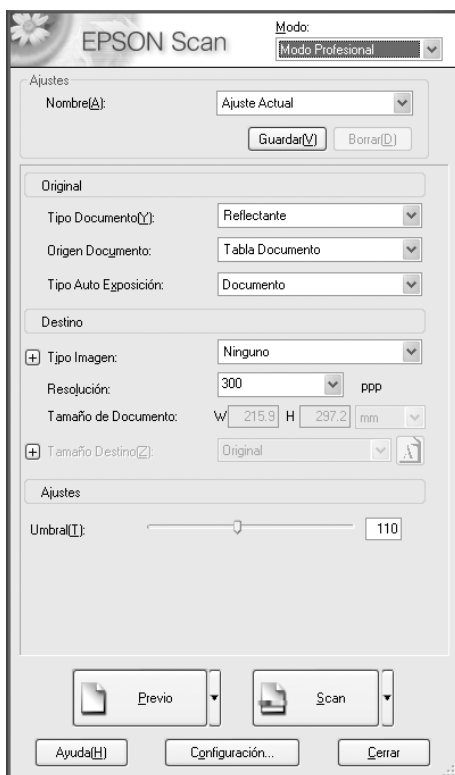 EPSON Scan
Modo:
Modo Profesional
Ajustes
Nombre(A): Ajuste Actual
Guardar(V) Borrar(D)
Original
Tipo Documento(Y): Reflectante
Origen Documento: Tabla Documento
Tipo Auto Exposición: Documento
Destino
Tipo Imagen: Ninguno
Resolución: 300 ppp
Tamaño de Documento: W 215.9 H 297.2 mm
Tamaño Destino(Z): Original
Ajustes
Umbral(T): 110
Previo Scan
Ayuda(H) Configuración... Cerrar